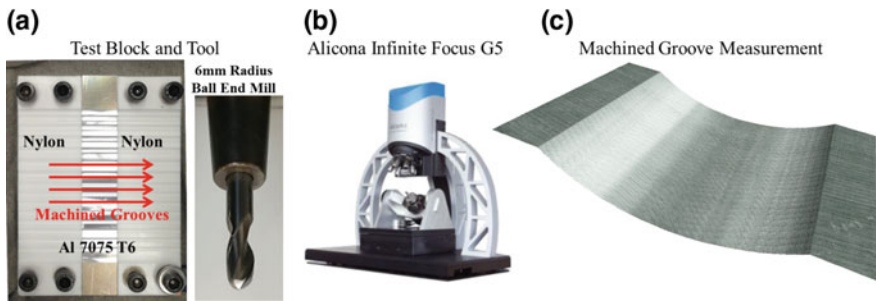 (a)
Test Block and Tool
6mm Radius
Ball End Mill
Nylon
Nylon
Machined Grooves
Al 7075 T6
(b)
Alicona Infinite Focus G5
(c)
Machined Groove Measurement